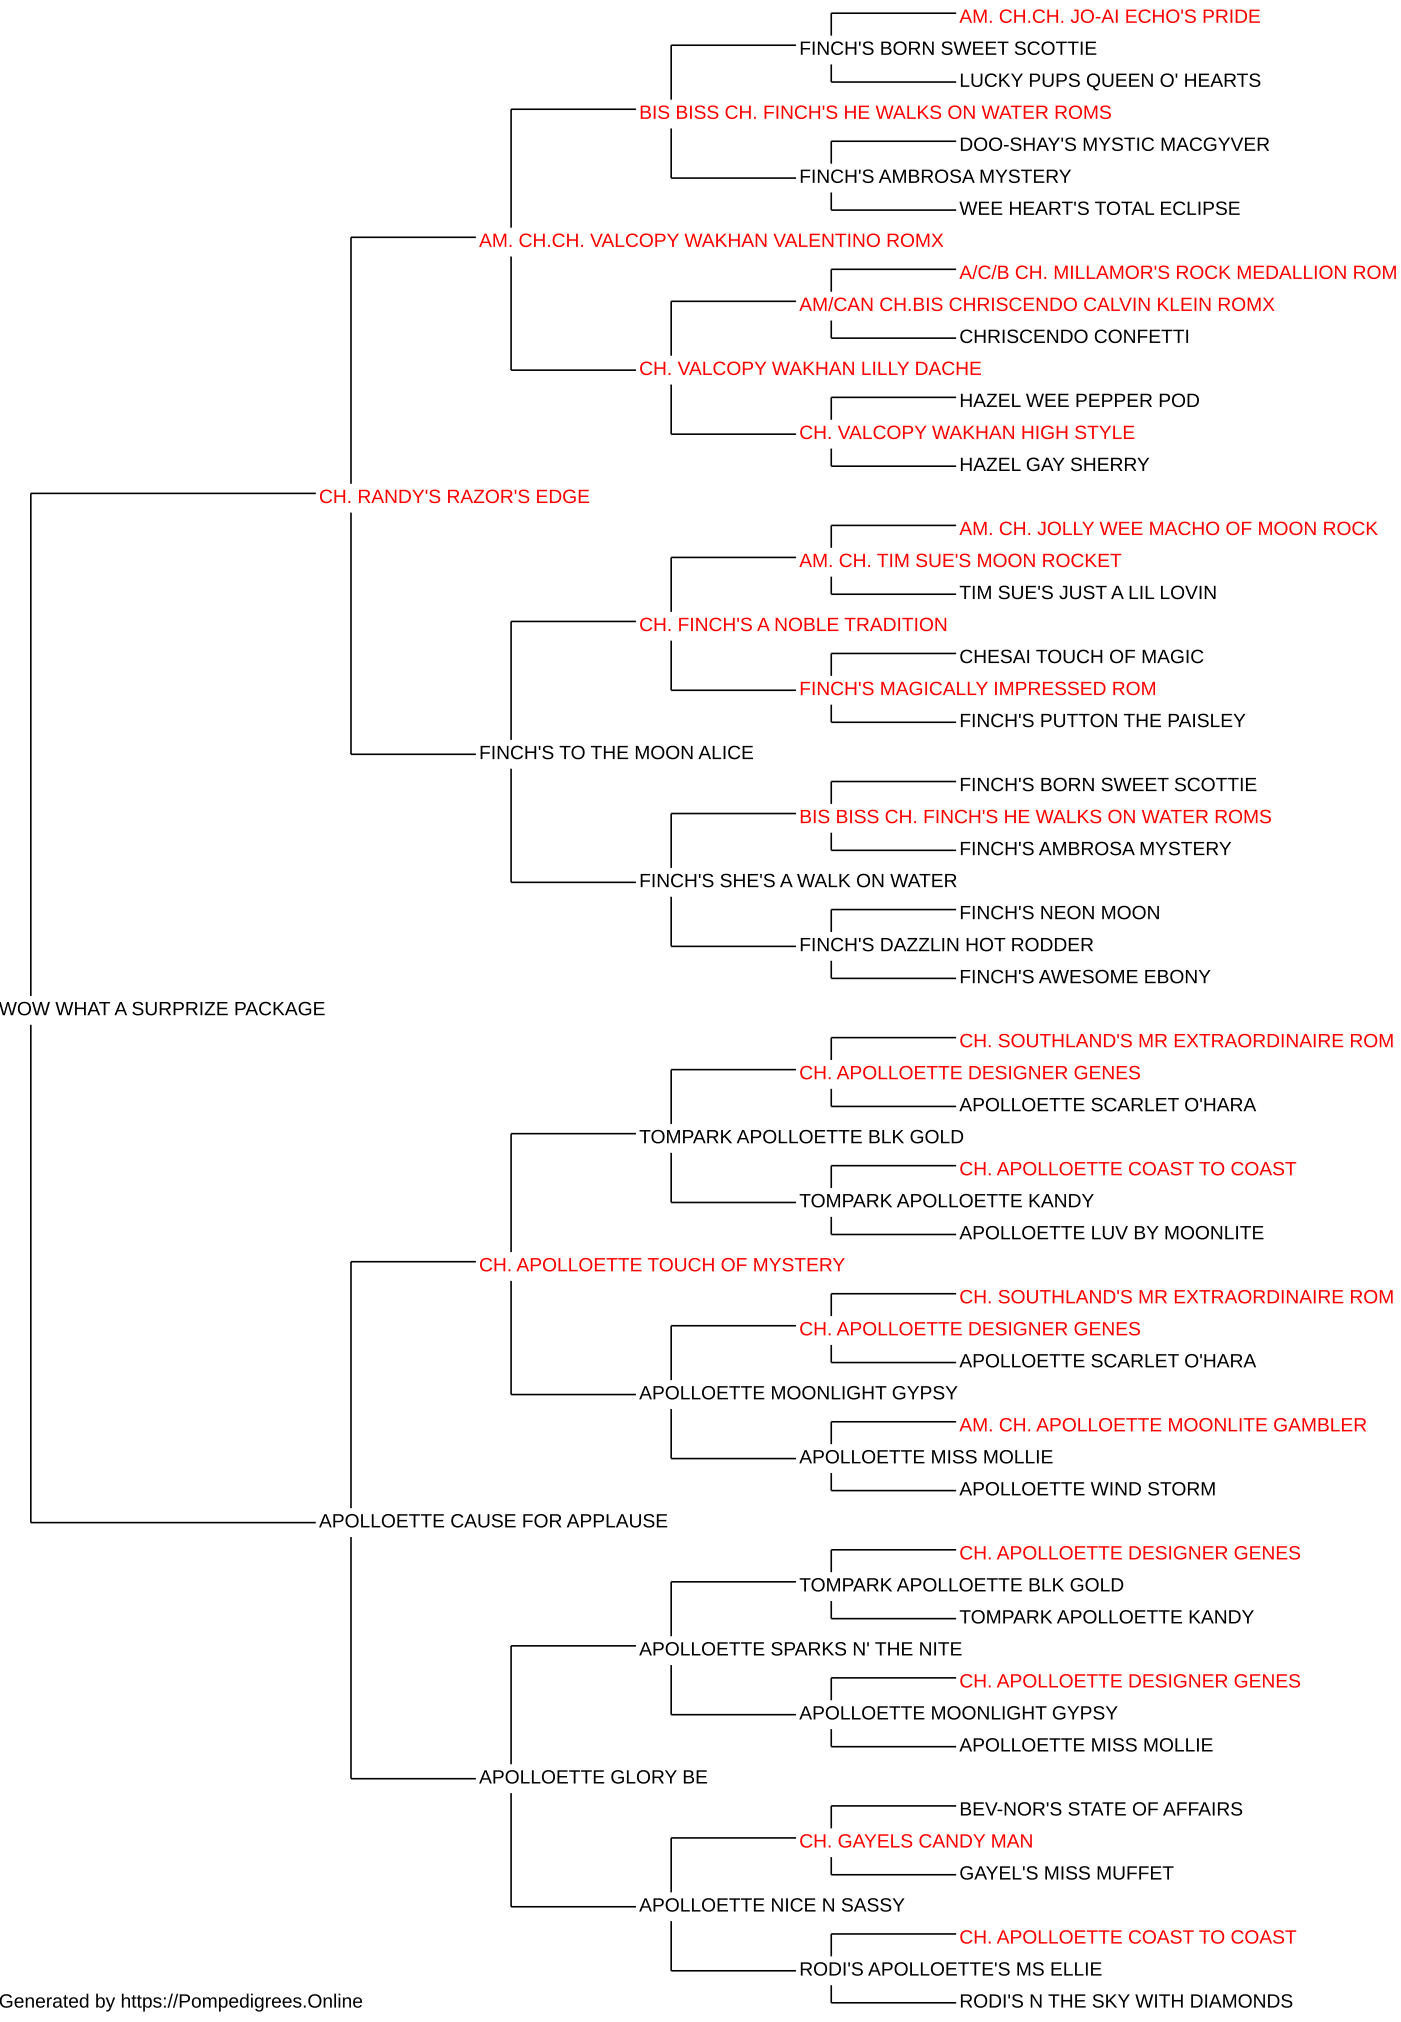 AM. CH.CH. JO-AI ECHO'S PRIDE
FINCH'S BORN SWEET SCOTTIE
LUCKY PUPS QUEEN O' HEARTS
BIS BISS CH. FINCH'S HE WALKS ON WATER ROMS
DOO-SHAY'S MYSTIC MACGYVER
FINCH'S AMBROSA MYSTERY
WEE HEART'S TOTAL ECLIPSE
AM. CH.CH. VALCOPY WAKHAN VALENTINO ROMX
A/C/B CH. MILLAMOR'S ROCK MEDALLION ROM
AM/CAN CH.BIS CHRISCENDO CALVIN KLEIN ROMX
CHRISCENDO CONFETTI
CH. VALCOPY WAKHAN LILLY DACHE
HAZEL WEE PEPPER POD
CH. VALCOPY WAKHAN HIGH STYLE
HAZEL GAY SHERRY
CH. RANDY'S RAZOR'S EDGE
AM. CH. JOLLY WEE MACHO OF MOON ROCK
AM. CH. TIM SUE'S MOON ROCKET
TIM SUE'S JUST A LIL LOVIN
CH. FINCH'S A NOBLE TRADITION
CHESAI TOUCH OF MAGIC
FINCH'S MAGICALLY IMPRESSED ROM
FINCH'S PUTTON THE PAISLEY
FINCH'S TO THE MOON ALICE
FINCH'S BORN SWEET SCOTTIE
BIS BISS CH. FINCH'S HE WALKS ON WATER ROMS
FINCH'S AMBROSA MYSTERY
FINCH'S SHE'S A WALK ON WATER
FINCH'S NEON MOON
FINCH'S DAZZLIN HOT RODDER
FINCH'S AWESOME EBONY
WOW WHAT A SURPRIZE PACKAGE
CH. SOUTHLAND'S MR EXTRAORDINAIRE ROM
CH. APOLLOETTE DESIGNER GENES
APOLLOETTE SCARLET O'HARA
TOMPARK APOLLOETTE BLK GOLD
CH. APOLLOETTE COAST TO COAST
TOMPARK APOLLOETTE KANDY
APOLLOETTE LUV BY MOONLITE
CH. APOLLOETTE TOUCH OF MYSTERY
CH. SOUTHLAND'S MR EXTRAORDINAIRE ROM
CH. APOLLOETTE DESIGNER GENES
APOLLOETTE SCARLET O'HARA
APOLLOETTE MOONLIGHT GYPSY
AM. CH. APOLLOETTE MOONLITE GAMBLER
APOLLOETTE MISS MOLLIE
APOLLOETTE WIND STORM
APOLLOETTE CAUSE FOR APPLAUSE
CH. APOLLOETTE DESIGNER GENES
TOMPARK APOLLOETTE BLK GOLD
TOMPARK APOLLOETTE KANDY
APOLLOETTE SPARKS N' THE NITE
CH. APOLLOETTE DESIGNER GENES
APOLLOETTE MOONLIGHT GYPSY
APOLLOETTE MISS MOLLIE
APOLLOETTE GLORY BE
BEV-NOR'S STATE OF AFFAIRS
CH. GAYELS CANDY MAN
GAYEL'S MISS MUFFET
APOLLOETTE NICE N SASSY
CH. APOLLOETTE COAST TO COAST
RODI'S APOLLOETTE'S MS ELLIE
RODI'S N THE SKY WITH DIAMONDS
Generated by https://Pompedigrees.Online